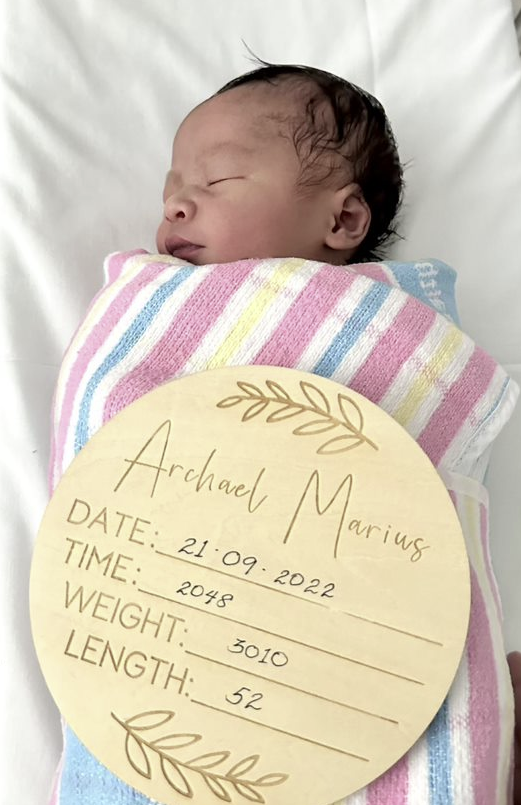 Archael Marius
DATE: 21·09·2022
TIME: 2048
WEIGHT: 3010
LENGTH: 52